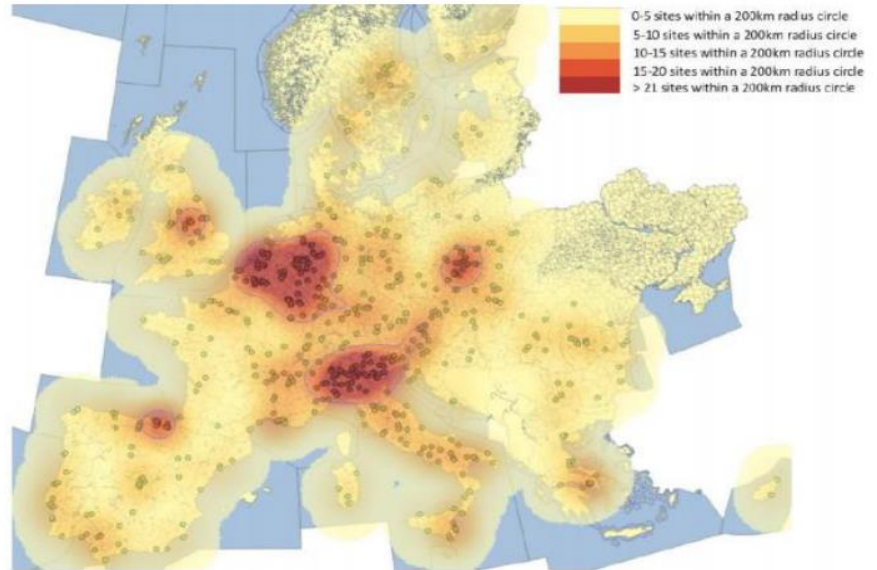 0-5 sites within a 200km radius circle
5-10 sites within a 200km radius circle
10-15 sites within a 200km radius circle
15-20 sites within a 200km radius circle
> 21 sites within a 200km radius circle